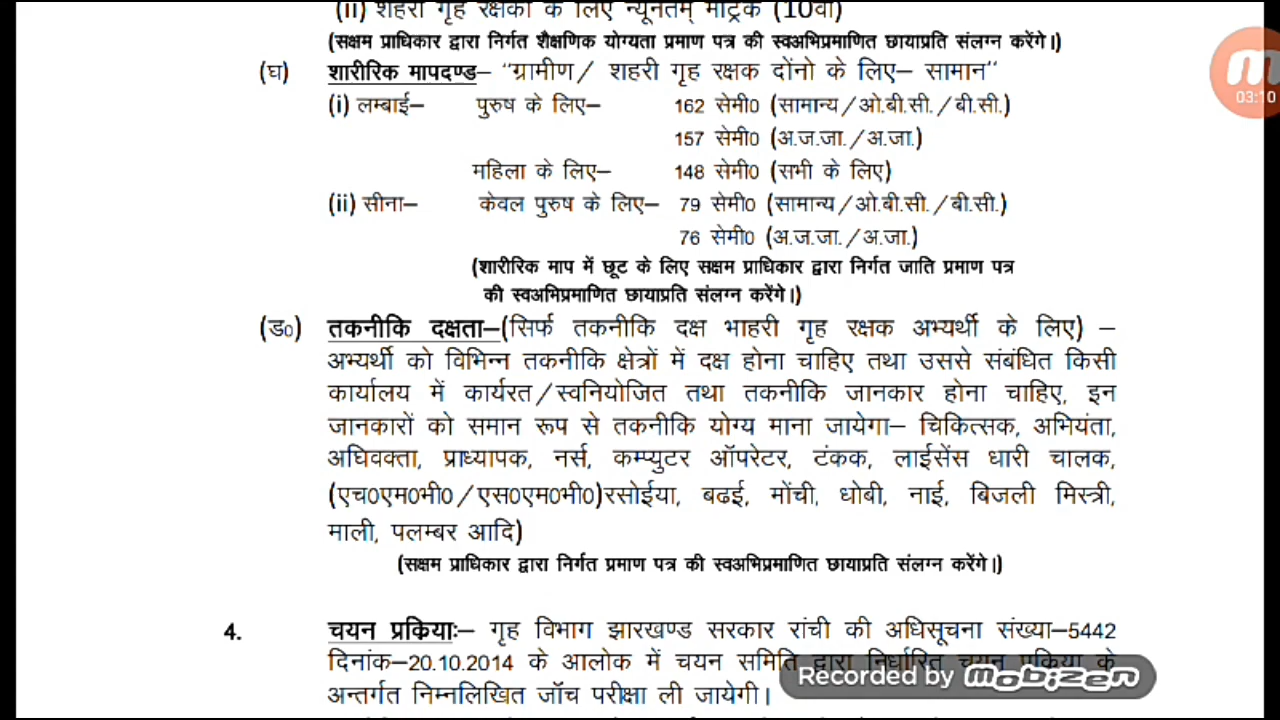 (ii) शहरी गृह रक्षकों के लिए न्यूनतम् मैट्रिक (10वीं)
(सक्षम प्राधिकार द्वारा निर्गत शैक्षणिक योग्यता प्रमाण पत्र की स्वअभिप्रमाणित छायाप्रति संलग्न करेंगे।)
(घ) शारीरिक मापदण्ड– "ग्रामीण/ शहरी गृह रक्षक दोंनो के लिए– सामान"
(i) लम्बाई– पुरुष के लिए– 162 सेमी0 (सामान्य/ओ.बी.सी./बी.सी.)
157 सेमी0 (अ.ज.जा./अ.जा.)
महिला के लिए– 148 सेमी0 (सभी के लिए)
(ii) सीना– केवल पुरुष के लिए– 79 सेमी0 (सामान्य/ओ.बी.सी./बी.सी.)
76 सेमी0 (अ.ज.जा./अ.जा.)
(शारीरिक माप में छूट के लिए सक्षम प्राधिकार द्वारा निर्गत जाति प्रमाण पत्र
की स्वअभिप्रमाणित छायाप्रति संलग्न करेंगे।)
(ड0) तकनीकि दक्षता–(सिर्फ तकनीकि दक्ष भाहरी गृह रक्षक अभ्यर्थी के लिए) –
अभ्यर्थी को विभिन्न तकनीकि क्षेत्रों में दक्ष होना चाहिए तथा उससे संबंधित किसी
कार्यालय में कार्यरत/स्वनियोजित तथा तकनीकि जानकार होना चाहिए, इन
जानकारों को समान रूप से तकनीकि योग्य माना जायेगा– चिकित्सक, अभियंता,
अधिवक्ता, प्राध्यापक, नर्स, कम्प्युटर ऑपरेटर, टंकक, लाईसेंस धारी चालक,
(एच0एम0भी0/एस0एम0भी0)रसोईया, बढई, मोंची, धोबी, नाई, बिजली मिस्त्री,
माली, पलम्बर आदि)
(सक्षम प्राधिकार द्वारा निर्गत प्रमाण पत्र की स्वअभिप्रमाणित छायाप्रति संलग्न करेंगे।)
4. चयन प्रकियाः– गृह विभाग झारखण्ड सरकार रांची की अधिसूचना संख्या–5442
दिनांक–20.10.2014 के आलोक में चयन समिति द्वारा निर्धारित चयन प्रकिया के
अन्तर्गत निम्नलिखित जॉच परीक्षा ली जायेगी।
03:10
Recorded by mobizen